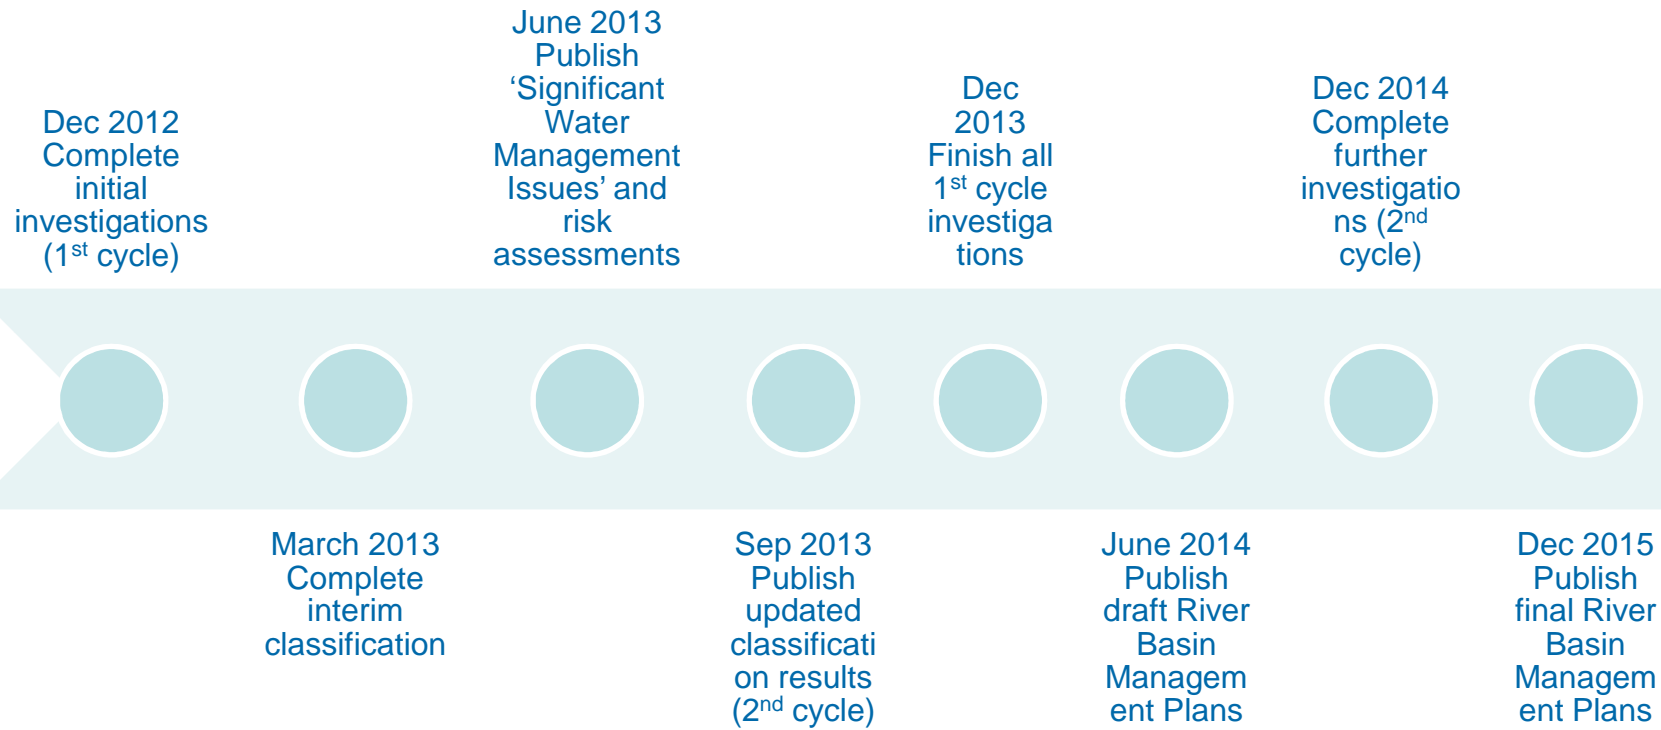 Dec 2012
Complete
initial
investigations
(1st cycle)
March 2013
Complete
interim
classification
June 2013
Publish
‘Significant
Water
Management
Issues’ and
risk
assessments
Sep 2013
Publish
updated
classificati
on results
(2nd cycle)
Dec
2013
Finish all
1st cycle
investiga
tions
June 2014
Publish
draft River
Basin
Managem
ent Plans
Dec 2014
Complete
further
investigatio
ns (2nd
cycle)
Dec 2015
Publish
final River
Basin
Managem
ent Plans